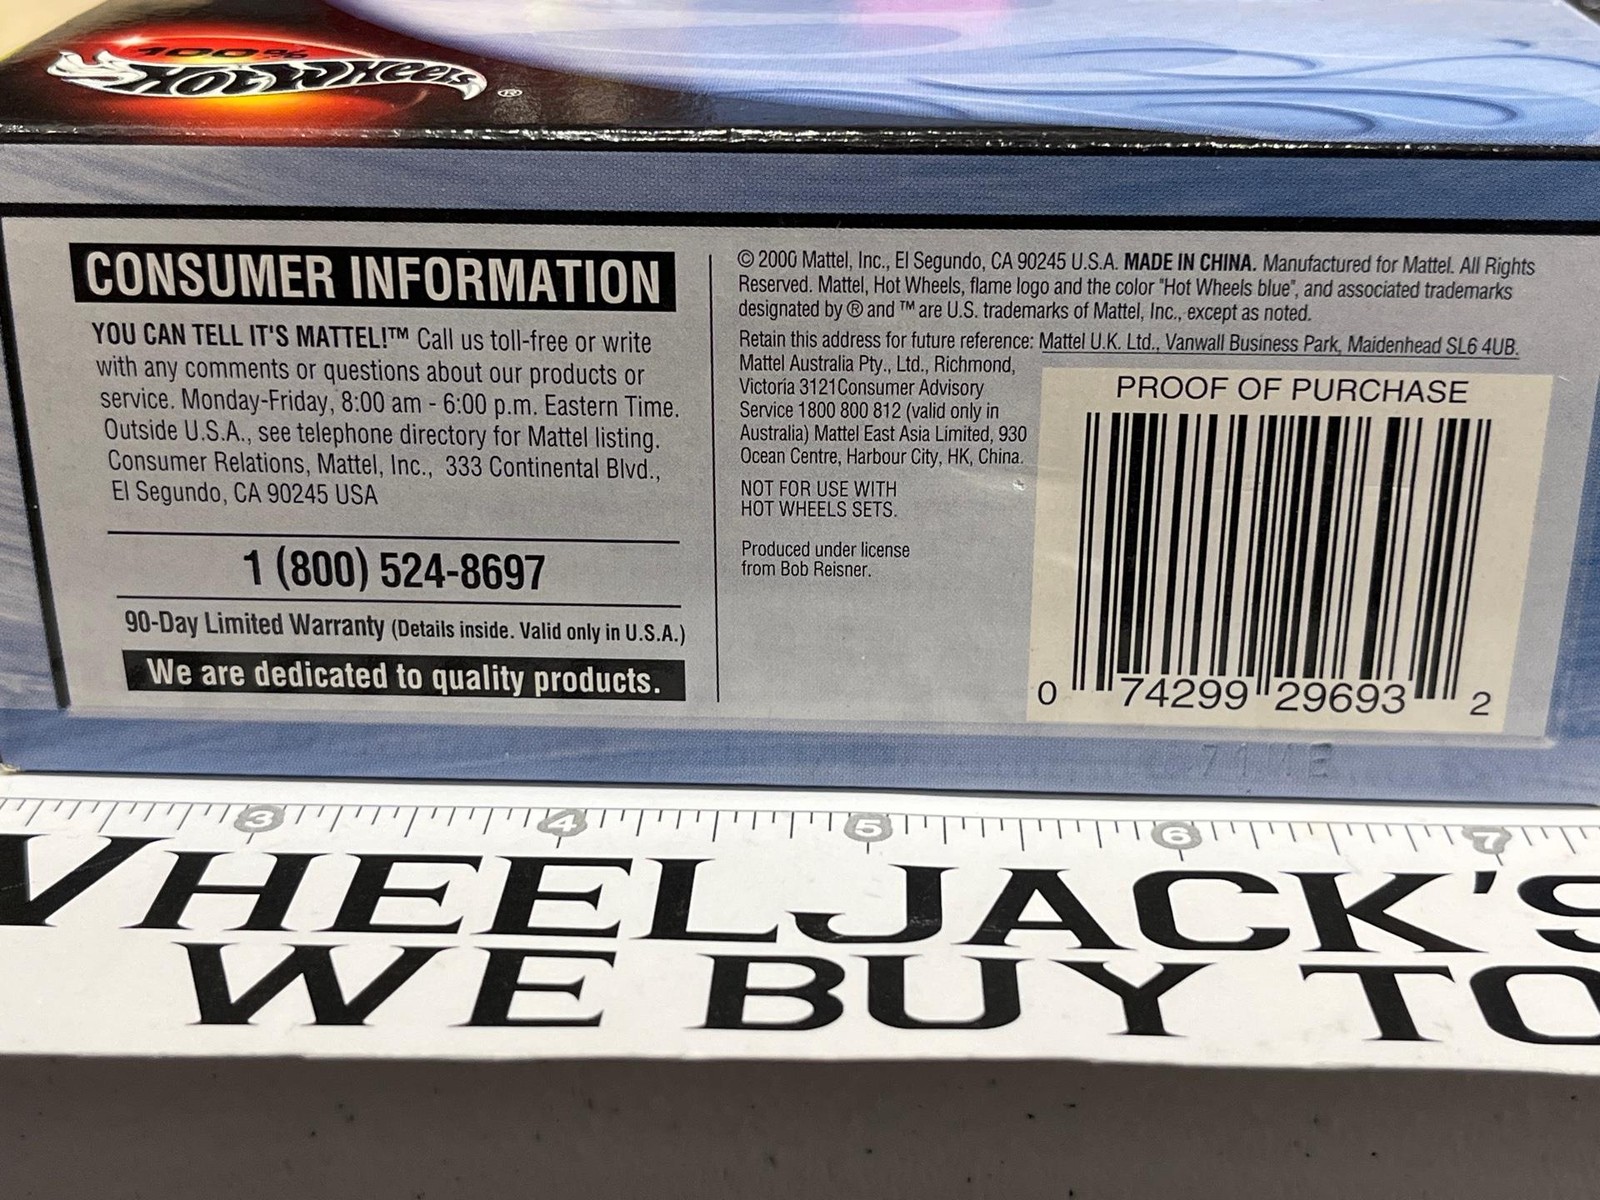 100%
HOT WHEELS ®
CONSUMER INFORMATION
YOU CAN TELL IT'S MATTEL!™ Call us toll-free or write
with any comments or questions about our products or
service. Monday-Friday, 8:00 am - 6:00 p.m. Eastern Time.
Outside U.S.A., see telephone directory for Mattel listing.
Consumer Relations, Mattel, Inc., 333 Continental Blvd.,
El Segundo, CA 90245 USA
1 (800) 524-8697
90-Day Limited Warranty (Details inside. Valid only in U.S.A.)
We are dedicated to quality products.
© 2000 Mattel, Inc., El Segundo, CA 90245 U.S.A. MADE IN CHINA. Manufactured for Mattel. All Rights
Reserved. Mattel, Hot Wheels, flame logo and the color "Hot Wheels blue", and associated trademarks
designated by ® and ™ are U.S. trademarks of Mattel, Inc., except as noted.
Retain this address for future reference: Mattel U.K. Ltd., Vanwall Business Park, Maidenhead SL6 4UB.
Mattel Australia Pty., Ltd., Richmond,
Victoria 3121Consumer Advisory
Service 1800 800 812 (valid only in
Australia) Mattel East Asia Limited, 930
Ocean Centre, Harbour City, HK, China.
NOT FOR USE WITH
HOT WHEELS SETS.
Produced under license
from Bob Reisner.
PROOF OF PURCHASE
0 74299 29693 2
3 4 5 6 7
WHEELJACK'S
WE BUY TO